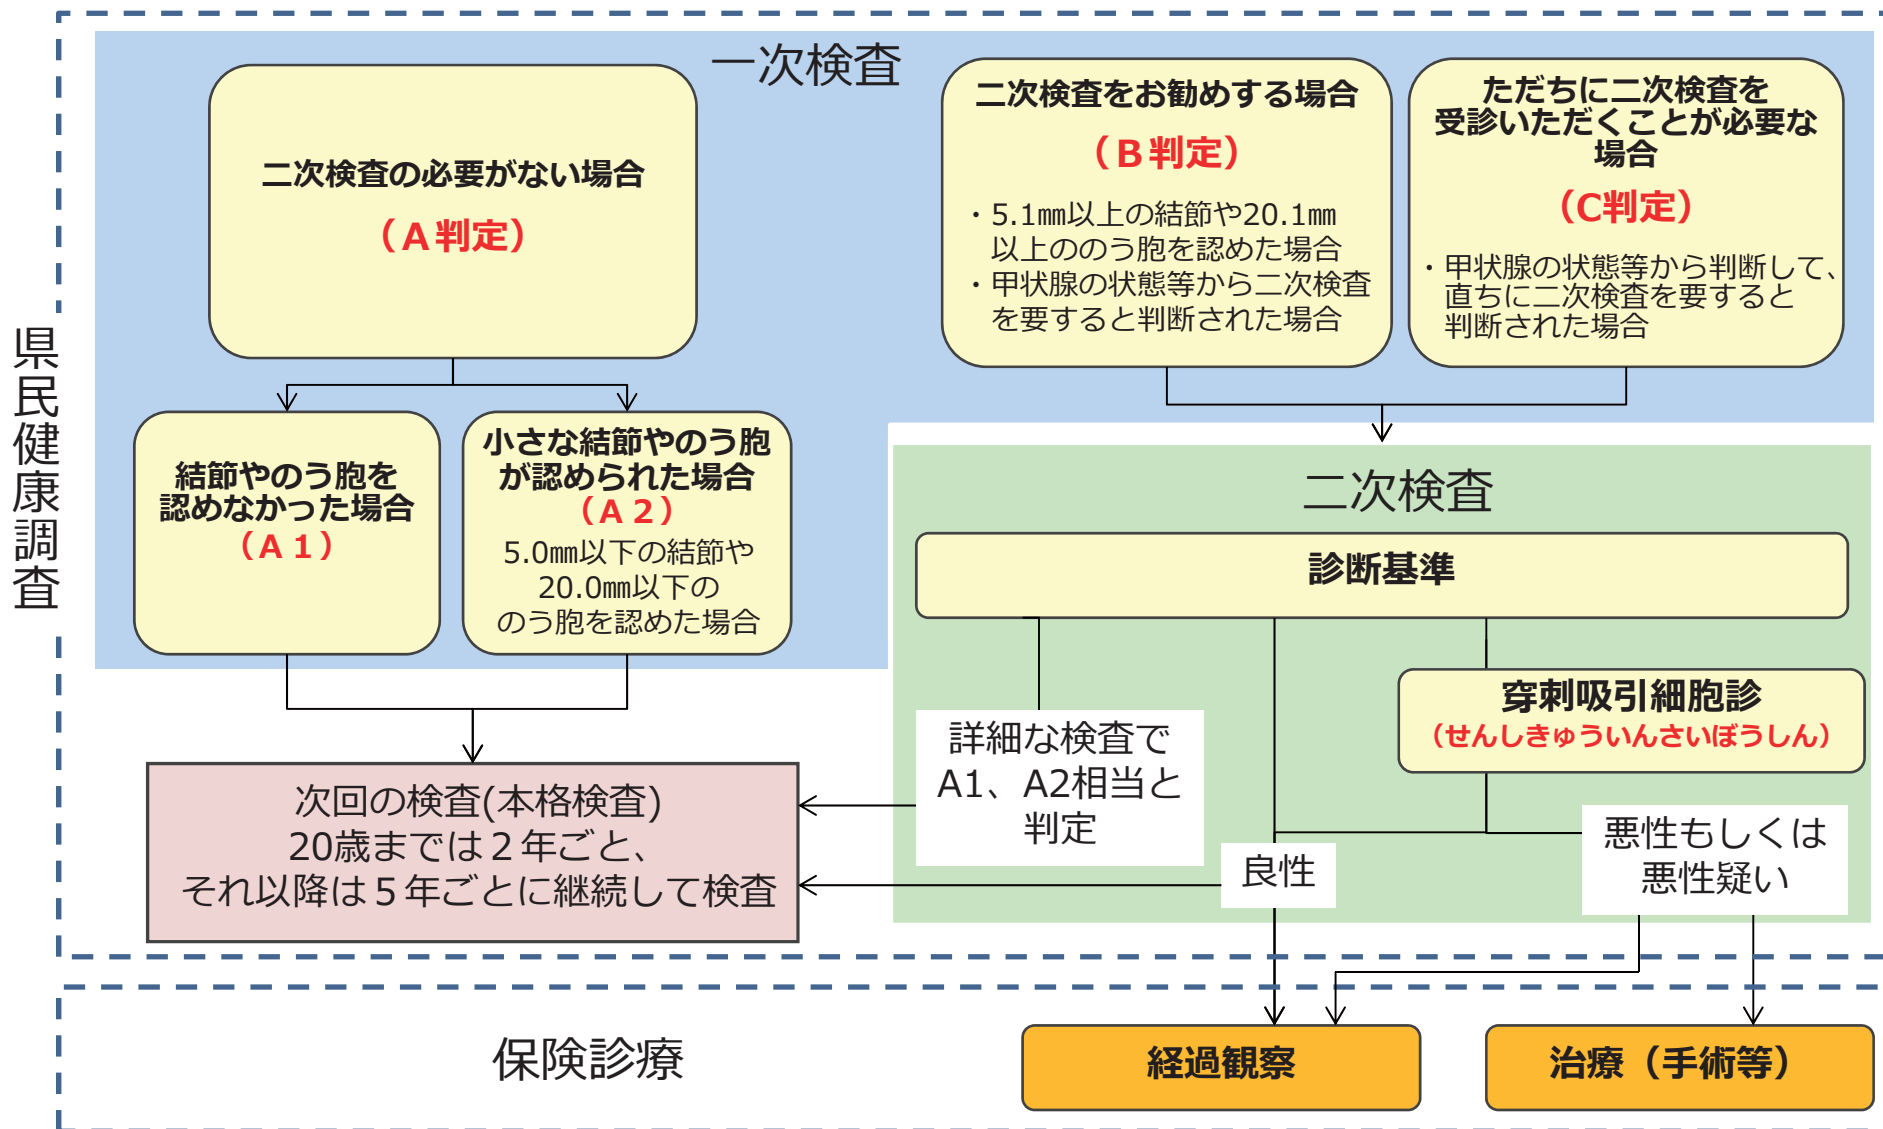 県民健康調査
一次検査
二次検査の必要がない場合
（Ａ判定）
二次検査をお勧めする場合
（Ｂ判定）
・5.1㎜以上の結節や20.1㎜
以上ののう胞を認めた場合
・甲状腺の状態等から二次検査
を要すると判断された場合
ただちに二次検査を
受診いただくことが必要な
場合
（C判定）
・甲状腺の状態等から判断して、
直ちに二次検査を要すると
判断された場合
結節やのう胞を
認めなかった場合
（Ａ１）
小さな結節やのう胞
が認められた場合
（Ａ２）
5.0㎜以下の結節や
20.0㎜以下の
のう胞を認めた場合
二次検査
診断基準
穿刺吸引細胞診
（せんしきゅういんさいぼうしん）
詳細な検査で
A1、A2相当と
判定
良性
悪性もしくは
悪性疑い
次回の検査(本格検査)
20歳までは２年ごと、
それ以降は５年ごとに継続して検査
保険診療
経過観察
治療（手術等）